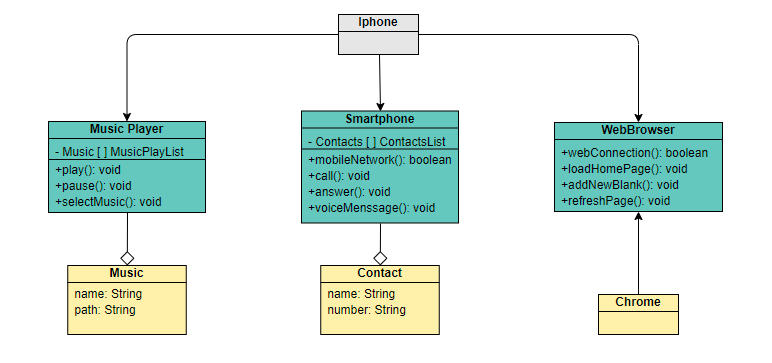 Iphone
Music Player
- Music [ ] MusicPlayList
+play(): void
+pause(): void
+selectMusic(): void
Smartphone
- Contacts [ ] ContactsList
+mobileNetwork(): boolean
+call(): void
+answer(): void
+voiceMenssage(): void
WebBrowser
+webConnection(): boolean
+loadHomePage(): void
+addNewBlank(): void
+refreshPage(): void
Music
name: String
path: String
Contact
name: String
number: String
Chrome